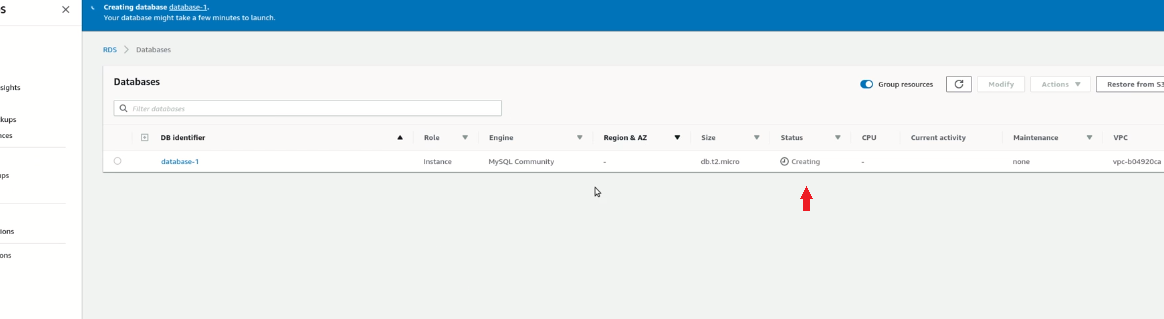 Creating database database-1.
Your database might take a few minutes to launch.
RDS > Databases
Databases
Group resources
Modify
Actions
Restore from S3
Filter databases
DB identifier Role Engine Region & AZ Size Status CPU Current activity Maintenance VPC
database-1 Instance MySQL Community - db.t2.micro Creating - none vpc-b04920ca
sights
kups
nces
ups
ions
ons